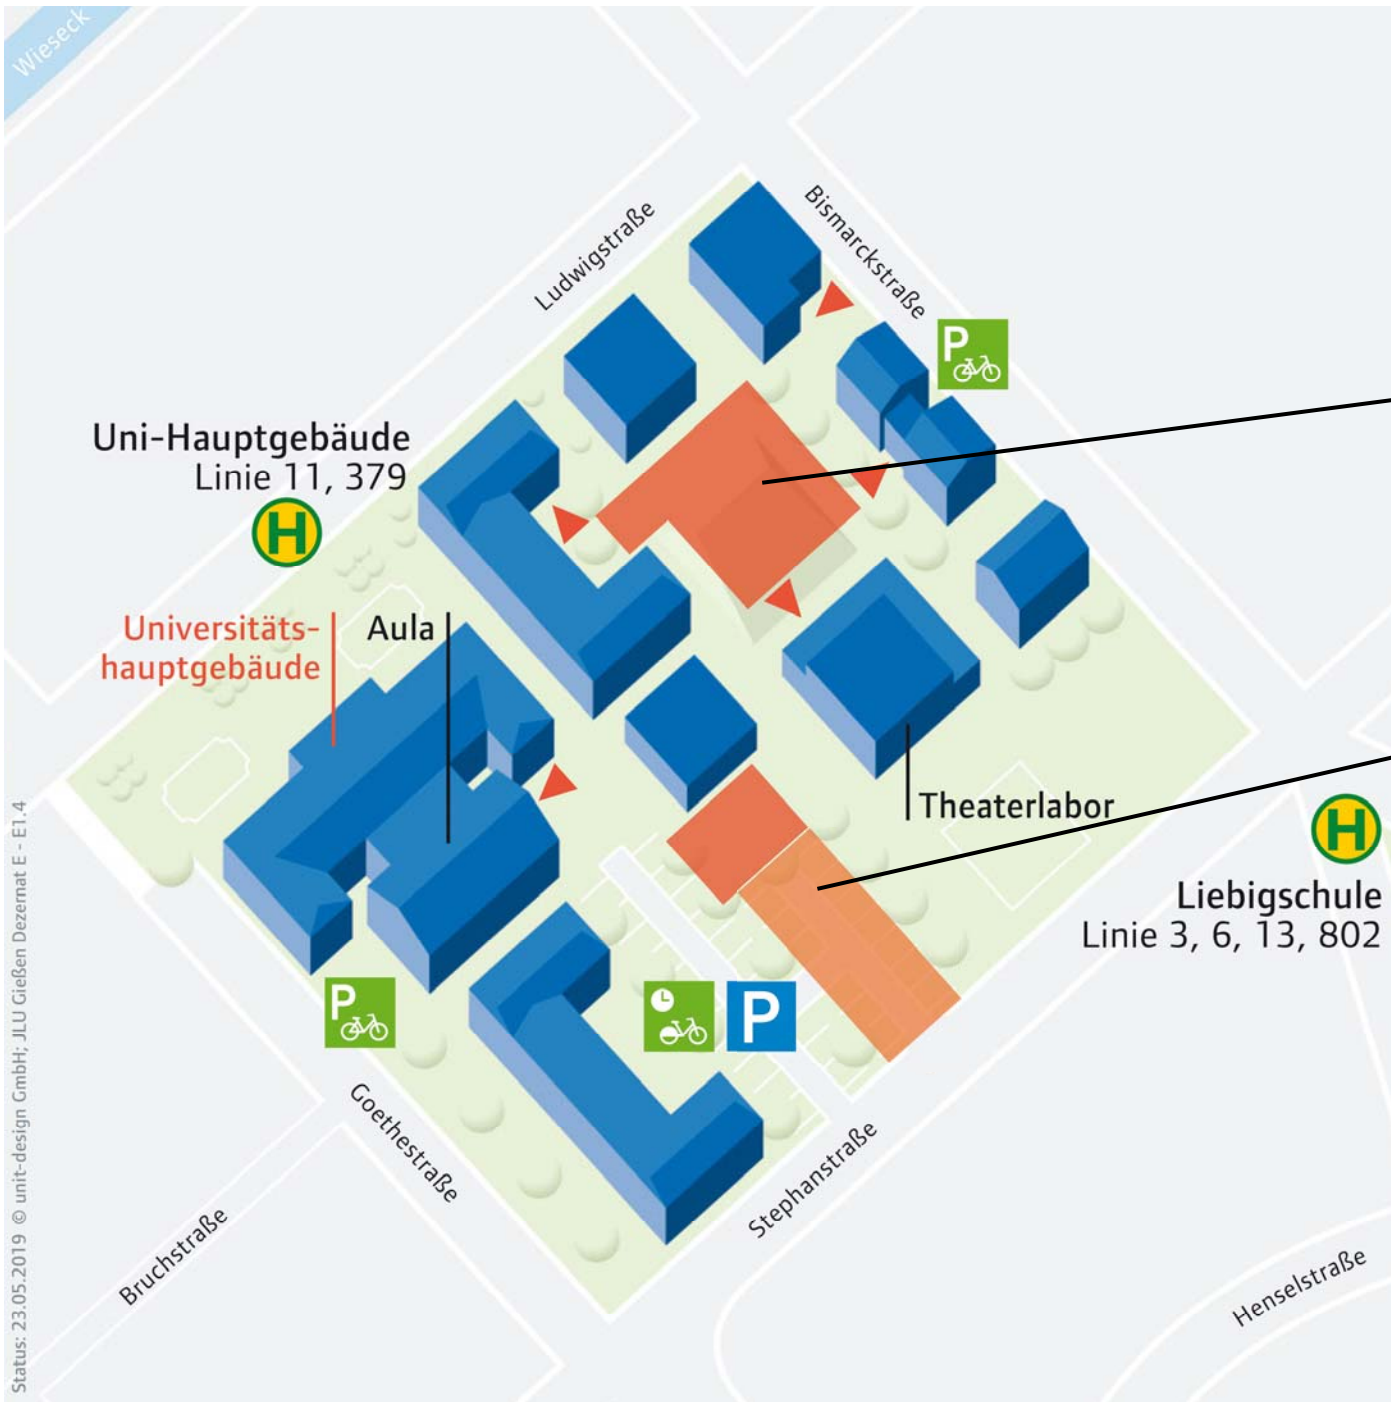 Wieseck
Ludwigstraße
Bismarckstraße
P
Uni-Hauptgebäude
Linie 11, 379
H
Universitäts-
hauptgebäude
Aula
Theaterlabor
H
Liebigschule
Linie 3, 6, 13, 802
P
P
Goethestraße
Stephanstraße
Bruchstraße
Henselstraße
Status: 23.05.2019 © unit-design GmbH; JLU Gießen Dezernat E - E1.4